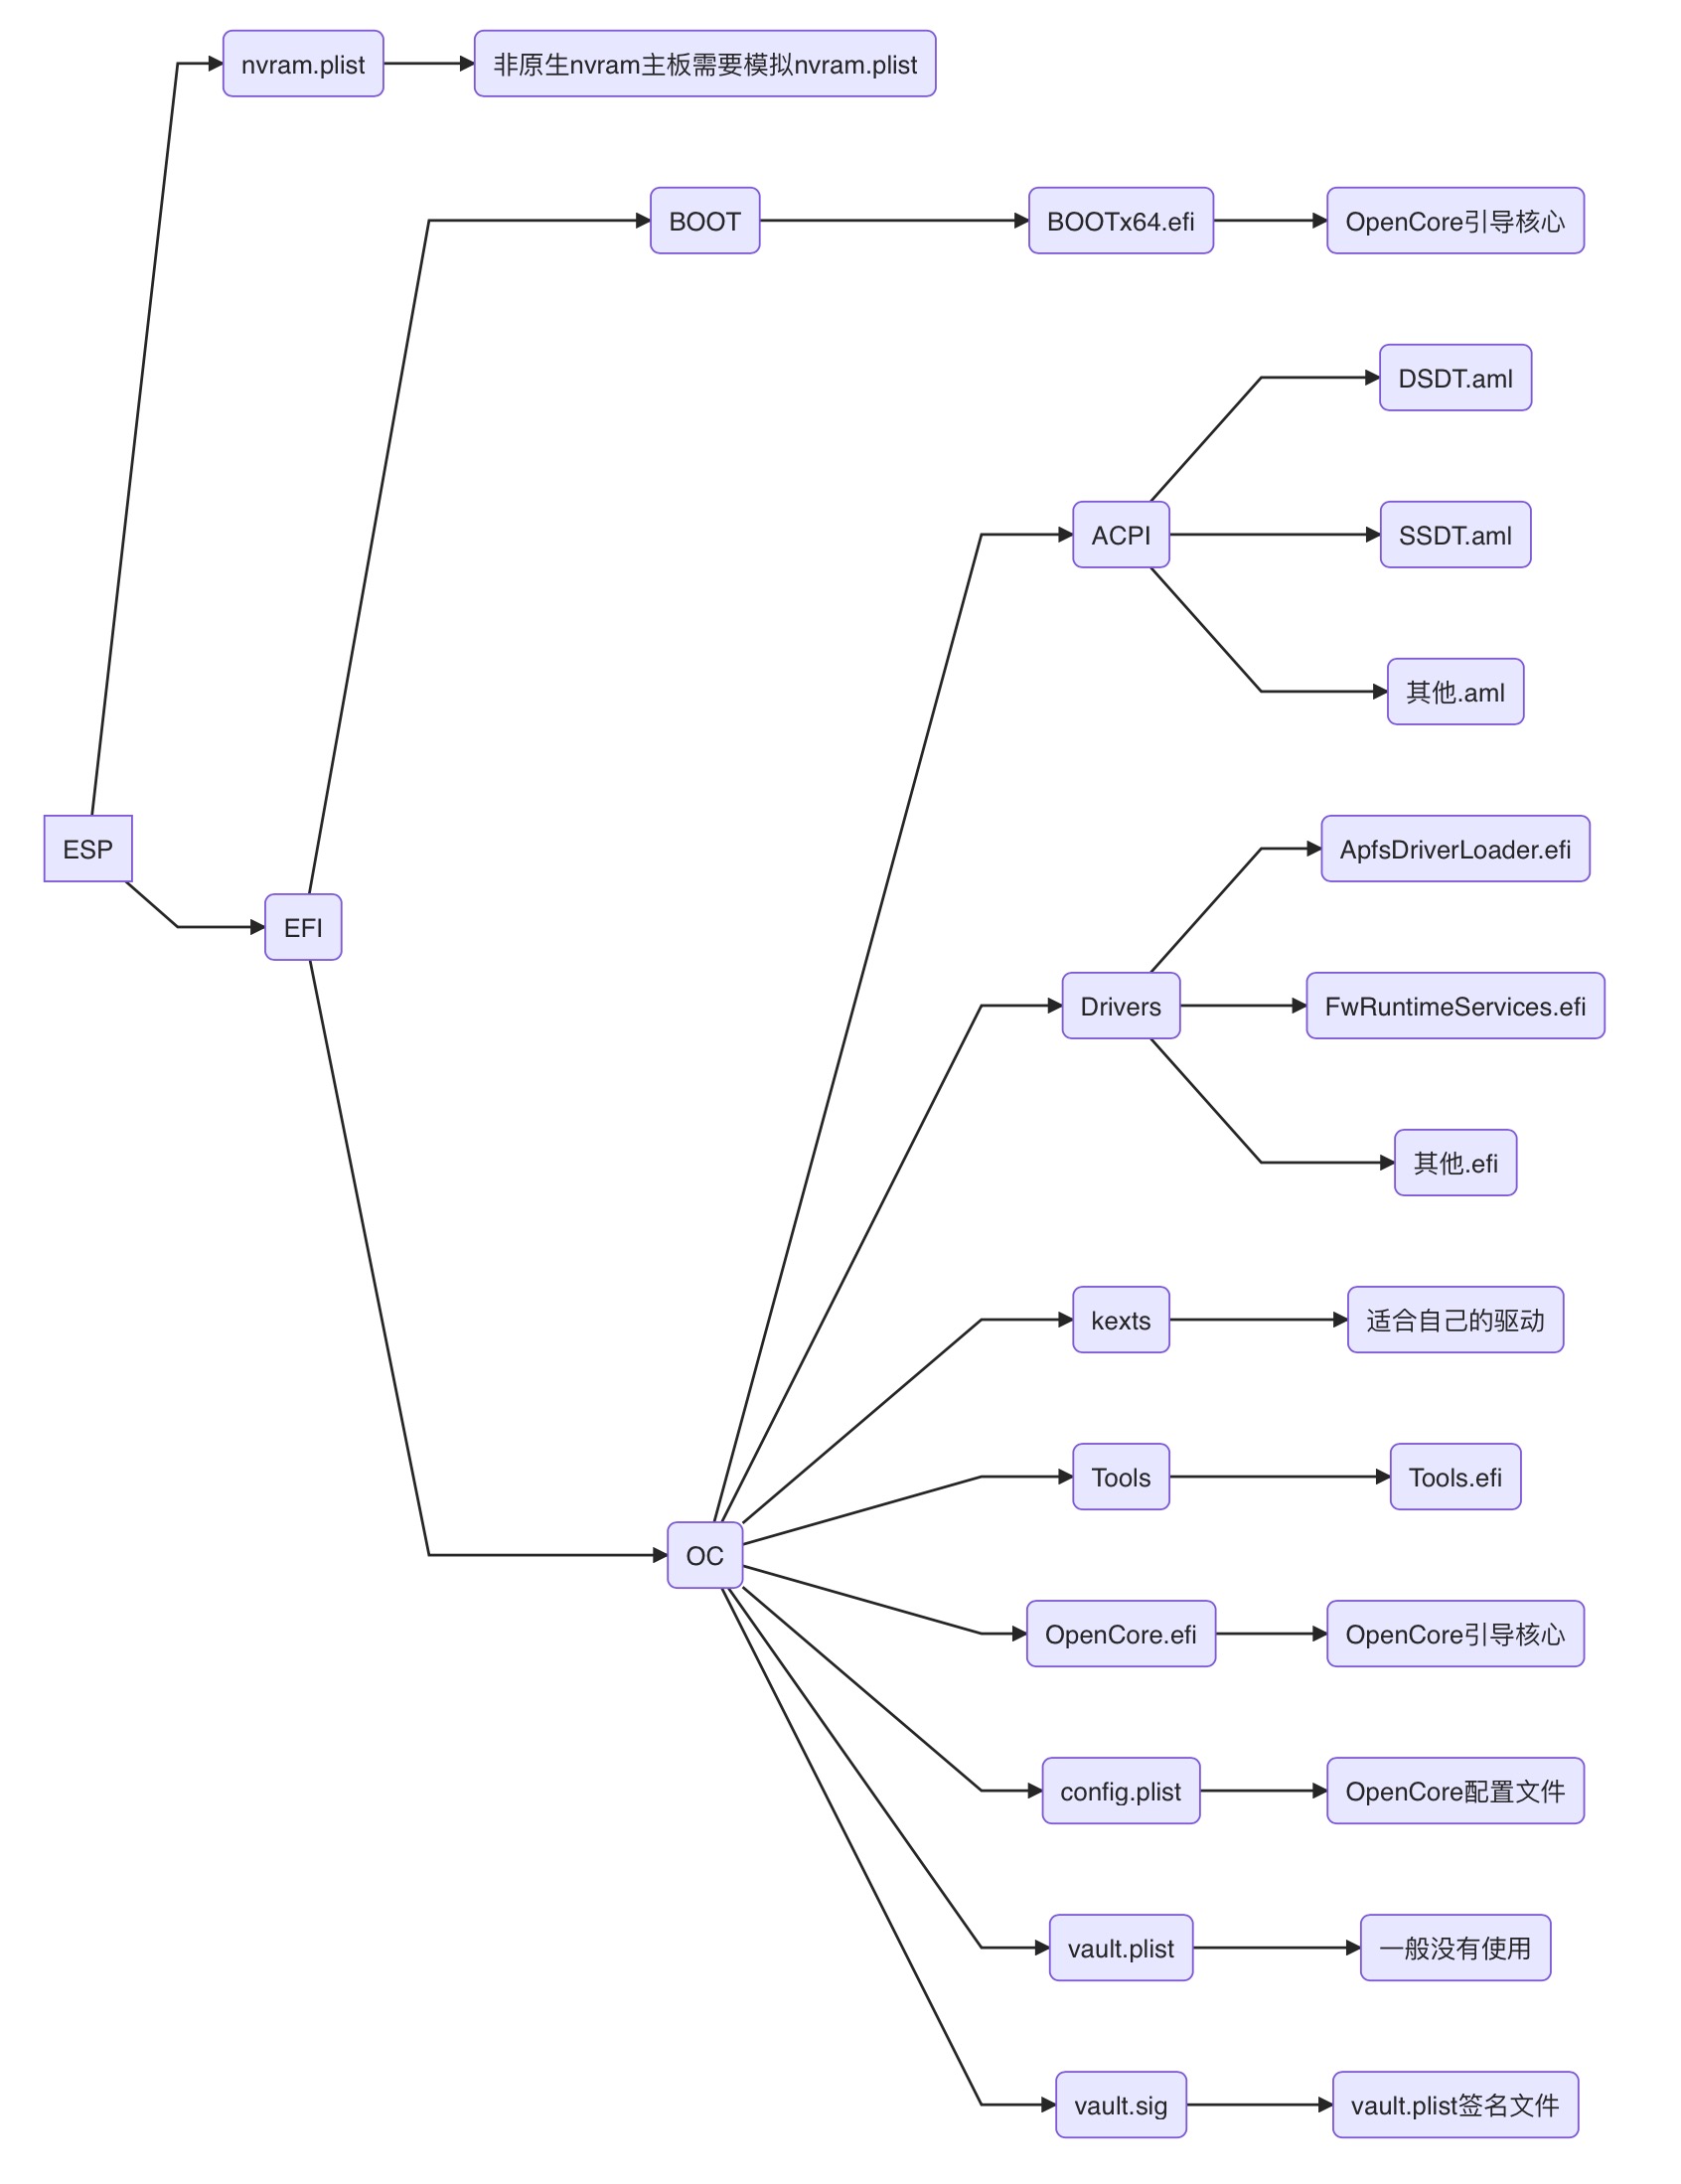 nvram.plist
非原生nvram主板需要模拟nvram.plist
BOOT
BOOTx64.efi
OpenCore引导核心
DSDT.aml
ACPI
SSDT.aml
其他.aml
ESP
ApfsDriverLoader.efi
EFI
Drivers
FwRuntimeServices.efi
其他.efi
kexts
适合自己的驱动
Tools
Tools.efi
OC
OpenCore.efi
OpenCore引导核心
config.plist
OpenCore配置文件
vault.plist
一般没有使用
vault.sig
vault.plist签名文件